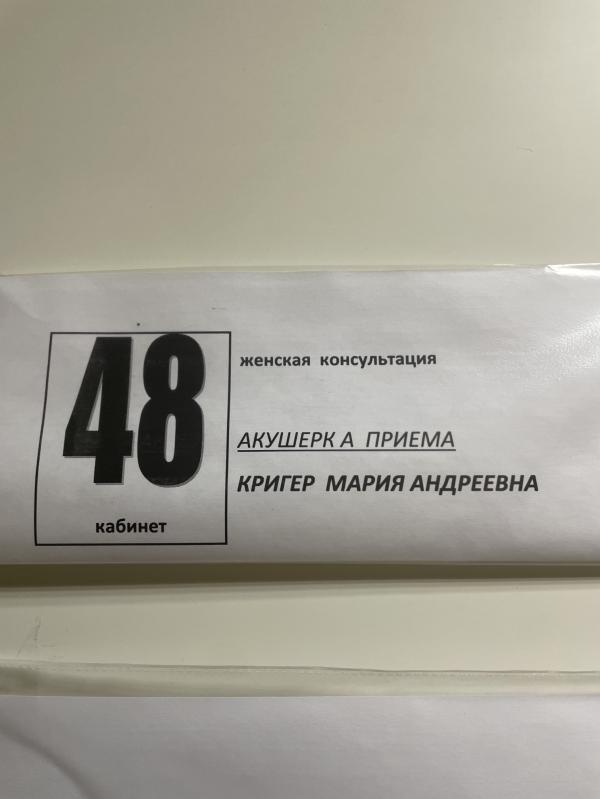 48
кабинет
женская консультация
АКУШЕРК А ПРИЕМА
КРИГЕР МАРИЯ АНДРЕЕВНА